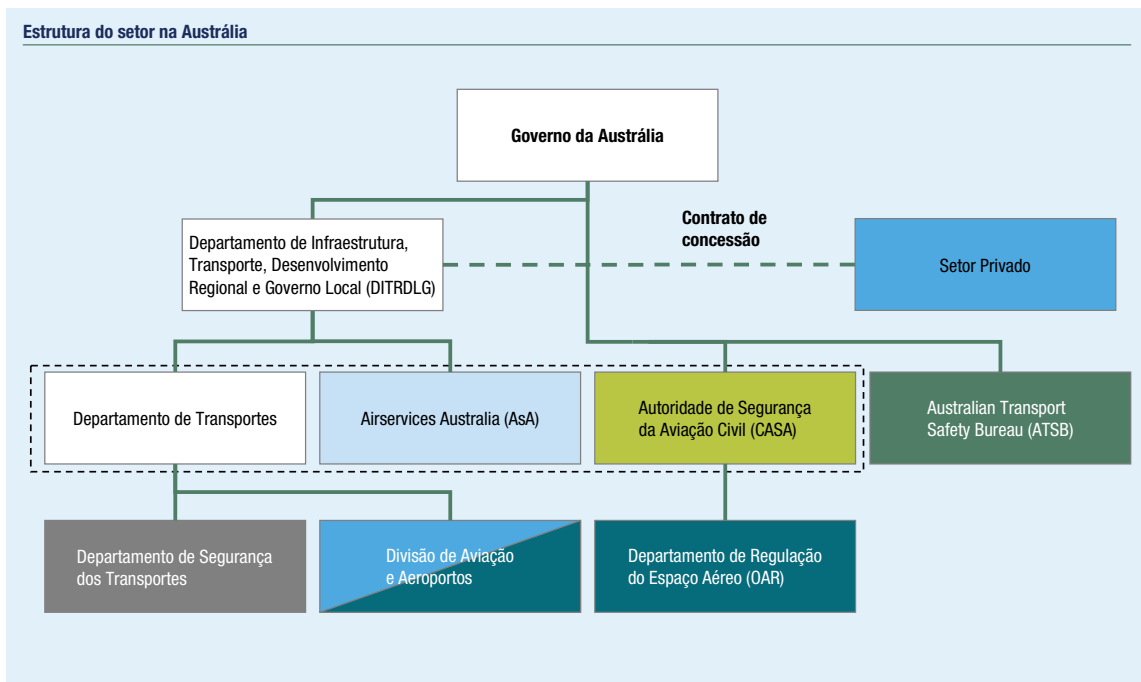 Estrutura do setor na Austrália
Governo da Austrália
Departamento de Infraestrutura,
Transporte, Desenvolvimento
Regional e Governo Local (DITRDLG)
Contrato de
concessão
Setor Privado
Departamento de Transportes
Airservices Australia (AsA)
Autoridade de Segurança
da Aviação Civil (CASA)
Australian Transport
Safety Bureau (ATSB)
Departamento de Segurança
dos Transportes
Divisão de Aviação
e Aeroportos
Departamento de Regulação
do Espaço Aéreo (OAR)